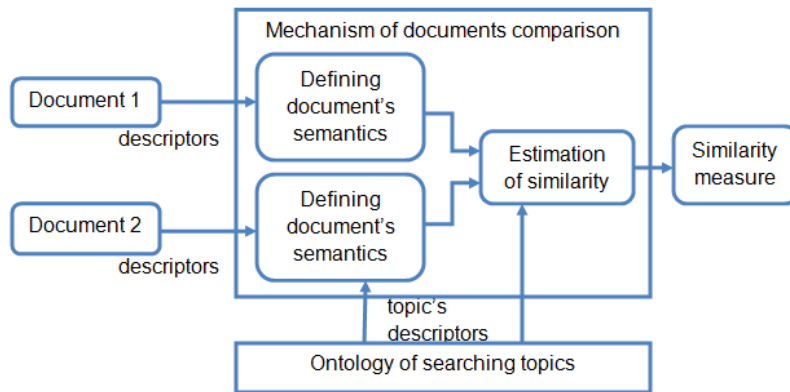 Mechanism of documents comparison
Document 1
descriptors
Defining
document's
semantics
Document 2
descriptors
Defining
document's
semantics
Estimation
of similarity
Similarity
measure
topic's
descriptors
Ontology of searching topics